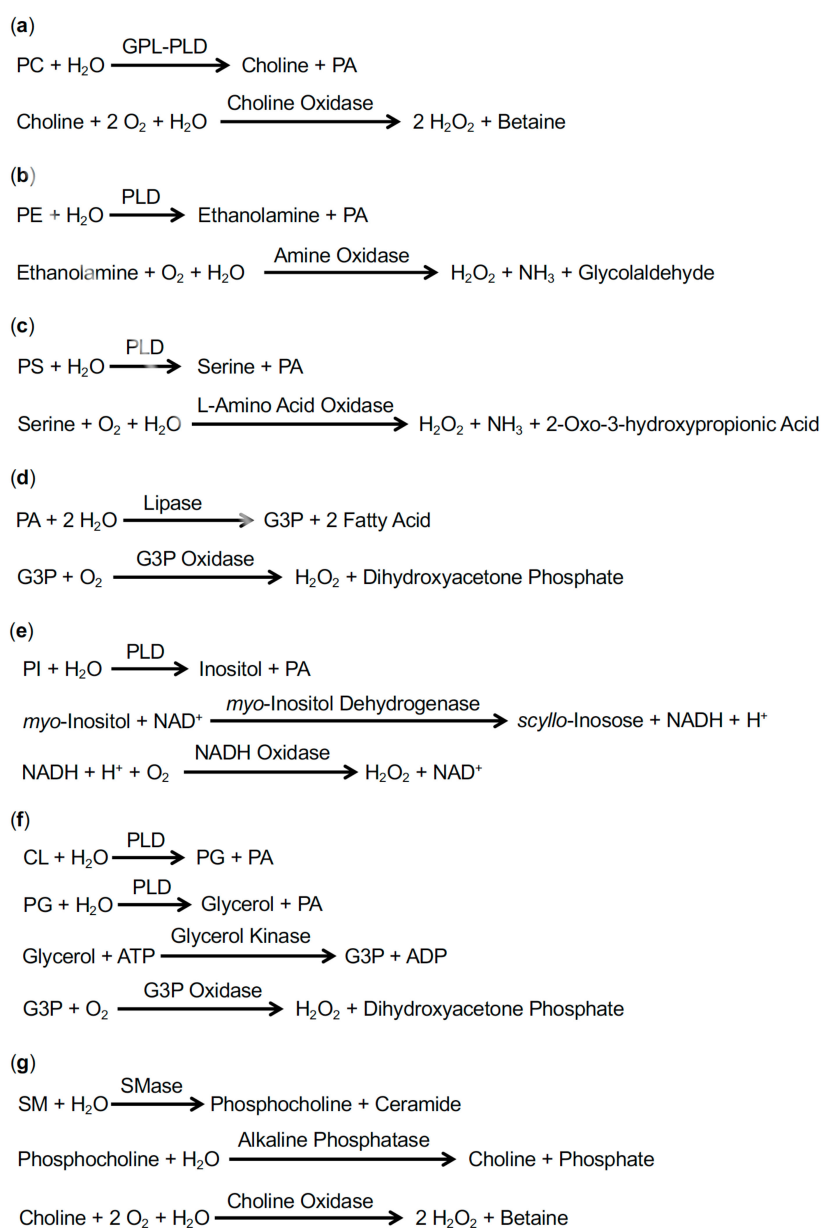 (a)
PC + H₂O GPL-PLD Choline + PA
Choline + 2 O₂ + H₂O Choline Oxidase 2 H₂O₂ + Betaine
(b)
PE + H₂O PLD Ethanolamine + PA
Ethanolamine + O₂ + H₂O Amine Oxidase H₂O₂ + NH₃ + Glycolaldehyde
(c)
PS + H₂O PLD Serine + PA
Serine + O₂ + H₂O L-Amino Acid Oxidase H₂O₂ + NH₃ + 2-Oxo-3-hydroxypropionic Acid
(d)
PA + 2 H₂O Lipase G3P + 2 Fatty Acid
G3P + O₂ G3P Oxidase H₂O₂ + Dihydroxyacetone Phosphate
(e)
PI + H₂O PLD Inositol + PA
myo-Inositol + NAD⁺ myo-Inositol Dehydrogenase scyllo-Inosose + NADH + H⁺
NADH + H⁺ + O₂ NADH Oxidase H₂O₂ + NAD⁺
(f)
CL + H₂O PLD PG + PA
PG + H₂O PLD Glycerol + PA
Glycerol + ATP Glycerol Kinase G3P + ADP
G3P + O₂ G3P Oxidase H₂O₂ + Dihydroxyacetone Phosphate
(g)
SM + H₂O SMase Phosphocholine + Ceramide
Phosphocholine + H₂O Alkaline Phosphatase Choline + Phosphate
Choline + 2 O₂ + H₂O Choline Oxidase 2 H₂O₂ + Betaine